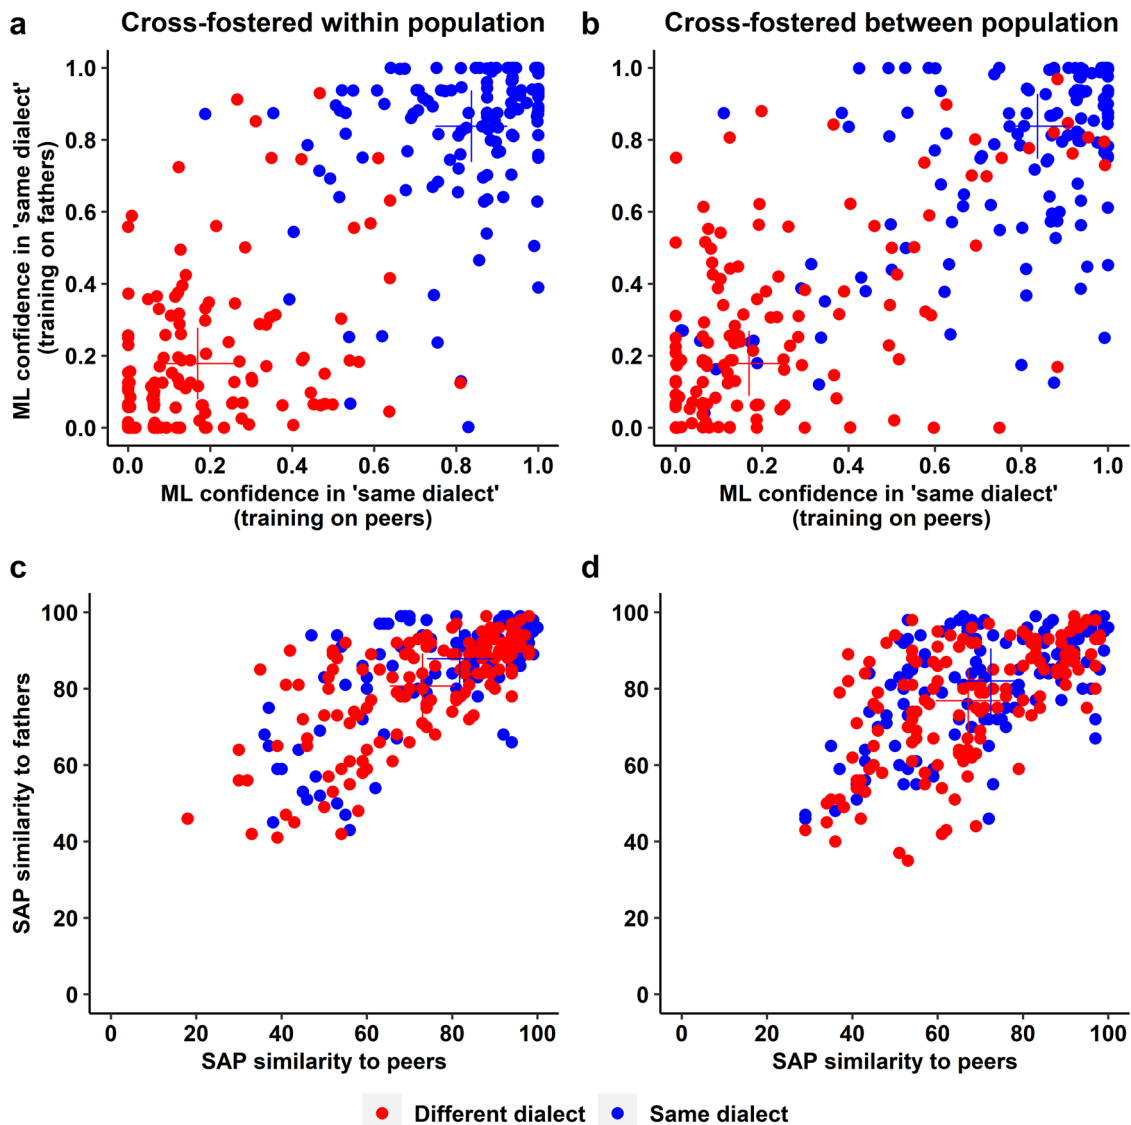 a Cross-fostered within population
b Cross-fostered between population
ML confidence in 'same dialect'
(training on fathers)
1.0
0.8
0.6
0.4
0.2
0.0
0.0 0.2 0.4 0.6 0.8 1.0
ML confidence in 'same dialect'
(training on peers)
1.0
0.8
0.6
0.4
0.2
0.0
0.0 0.2 0.4 0.6 0.8 1.0
ML confidence in 'same dialect'
(training on peers)
c
SAP similarity to fathers
100
80
60
40
20
0
0 20 40 60 80 100
SAP similarity to peers
d
100
80
60
40
20
0
0 20 40 60 80 100
SAP similarity to peers
Different dialect Same dialect